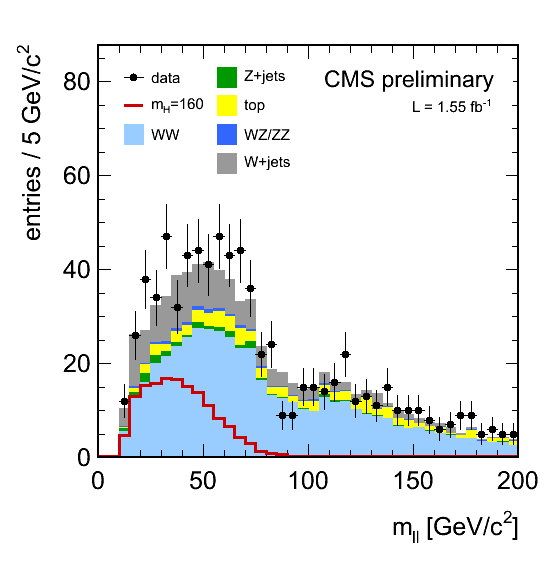 CMS preliminary
L = 1.55 fb⁻¹
data
m_H=160
WW
Z+jets
top
WZ/ZZ
W+jets
entries / 5 GeV/c²
80
60
40
20
0
0 50 100 150 200
m_ll [GeV/c²]